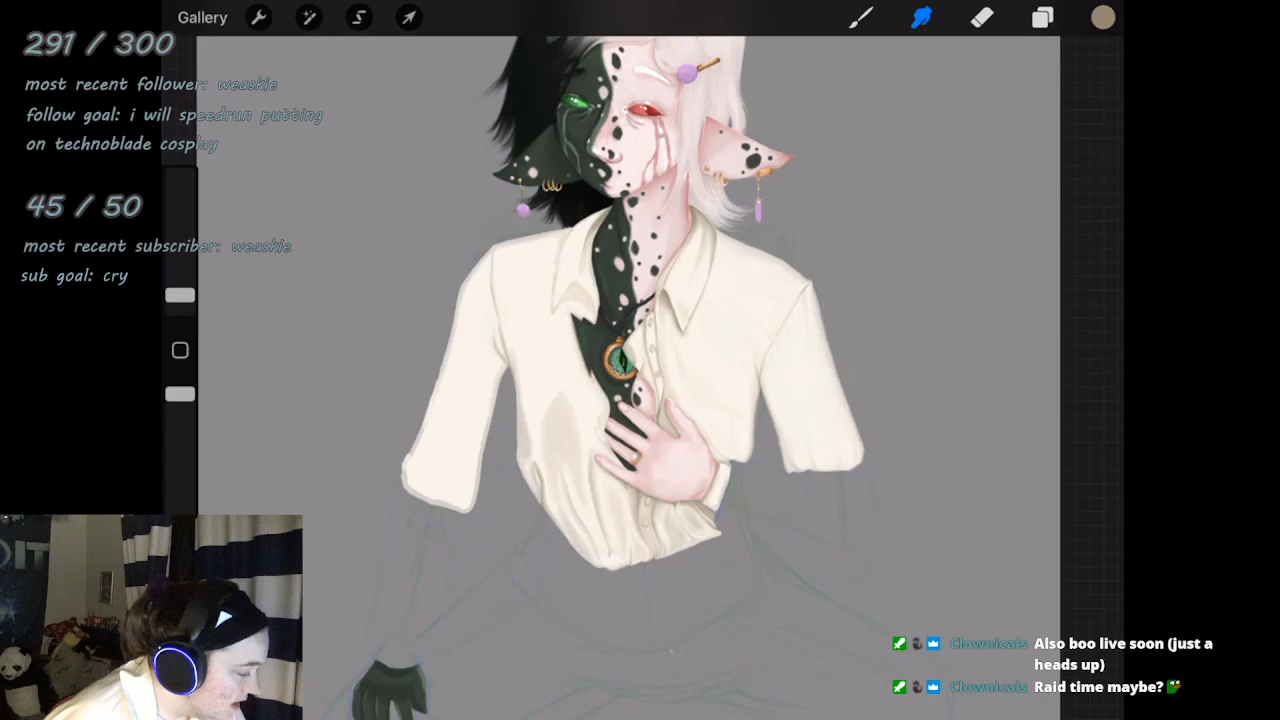 Gallery
291 / 300
most recent follower: weaskie
follow goal: i will speedrun putting
on technoblade cosplay
45 / 50
most recent subscriber: weaskie
sub goal: cry
Clownicals Also boo live soon (just a
heads up)
Clownicals Raid time maybe?